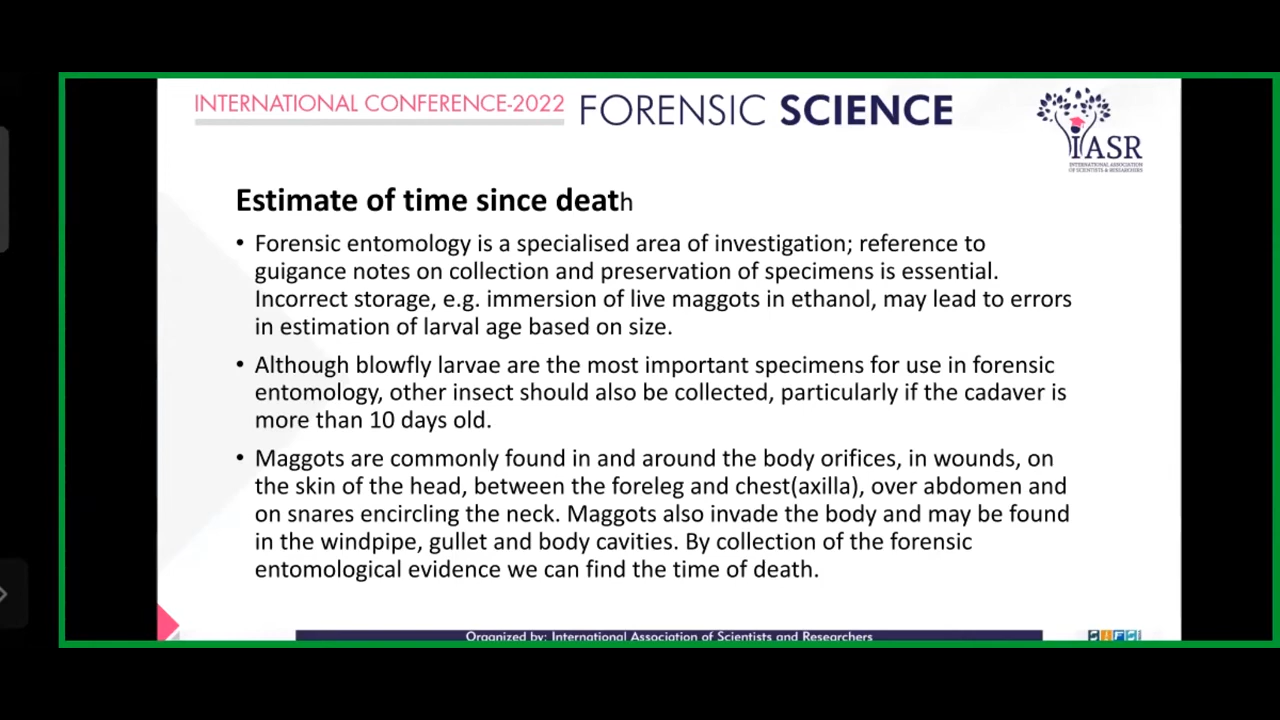 INTERNATIONAL CONFERENCE-2022 FORENSIC SCIENCE
IASR
INTERNATIONAL ASSOCIATION
OF SCIENTISTS & RESEARCHERS
Estimate of time since death
• Forensic entomology is a specialised area of investigation; reference to
guigance notes on collection and preservation of specimens is essential.
Incorrect storage, e.g. immersion of live maggots in ethanol, may lead to errors
in estimation of larval age based on size.
• Although blowfly larvae are the most important specimens for use in forensic
entomology, other insect should also be collected, particularly if the cadaver is
more than 10 days old.
• Maggots are commonly found in and around the body orifices, in wounds, on
the skin of the head, between the foreleg and chest(axilla), over abdomen and
on snares encircling the neck. Maggots also invade the body and may be found
in the windpipe, gullet and body cavities. By collection of the forensic
entomological evidence we can find the time of death.
Organized by: International Association of Scientists and Researchers
SIFS